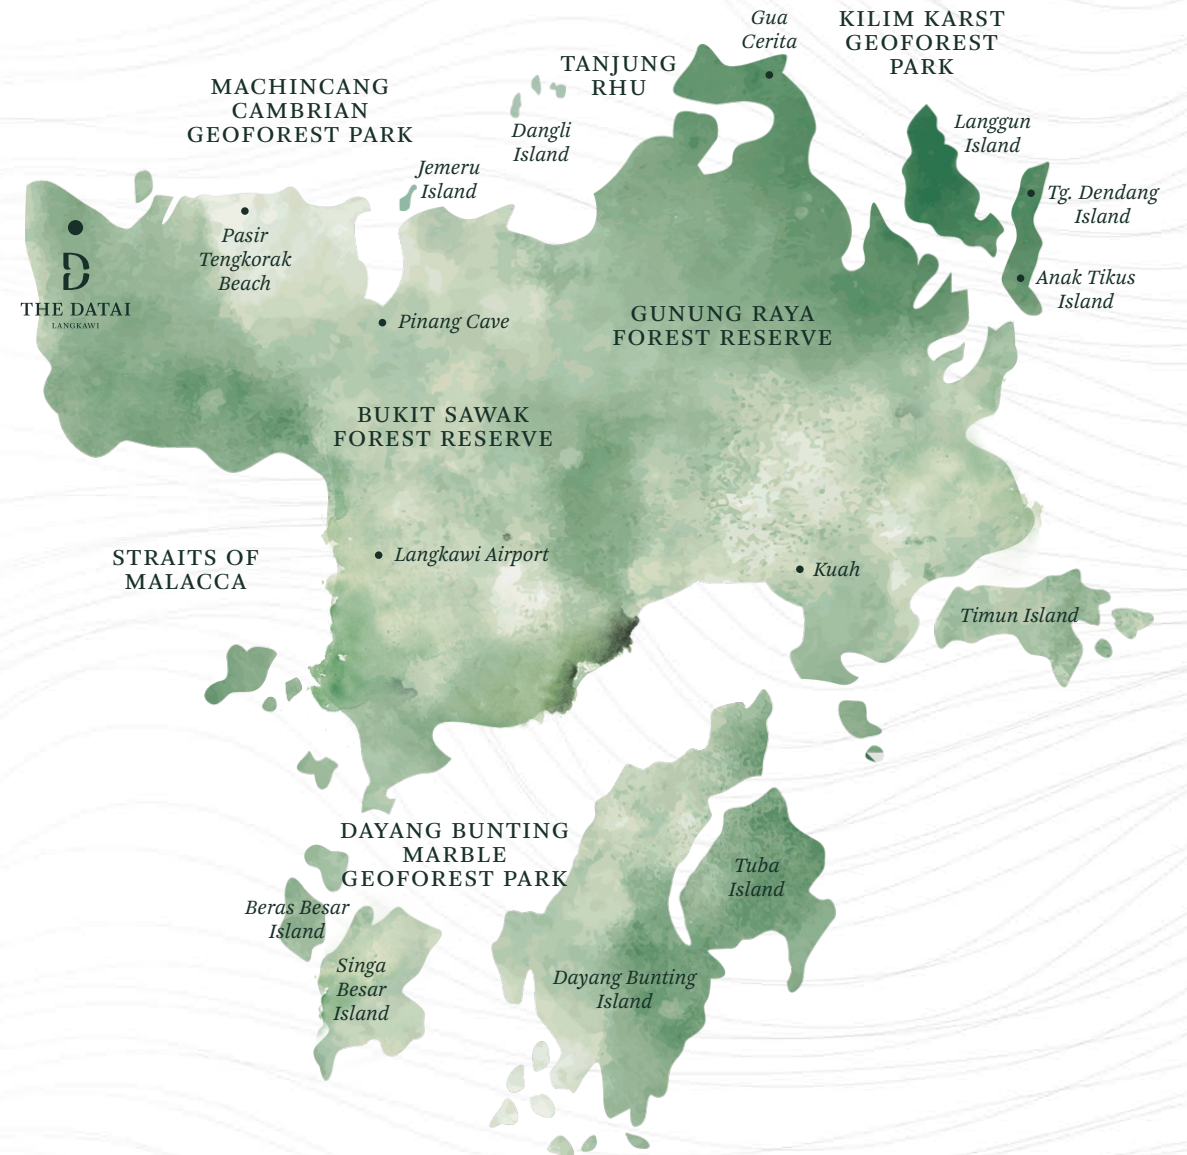 Gua
Cerita
KILIM KARST
GEOFOREST
PARK
TANJUNG
RHU
MACHINCANG
CAMBRIAN
GEOFOREST PARK
Dangli
Island
Langgun
Island
Jemeru
Island
Tg. Dendang
Island
Pasir
Tengkorak
Beach
D
THE DATAI
LANGKAWI
Anak Tikus
Island
Pinang Cave
GUNUNG RAYA
FOREST RESERVE
BUKIT SAWAK
FOREST RESERVE
STRAITS OF
MALACCA
Langkawi Airport
Kuah
Timun Island
DAYANG BUNTING
MARBLE
GEOFOREST PARK
Tuba
Island
Beras Besar
Island
Singa
Besar
Island
Dayang Bunting
Island